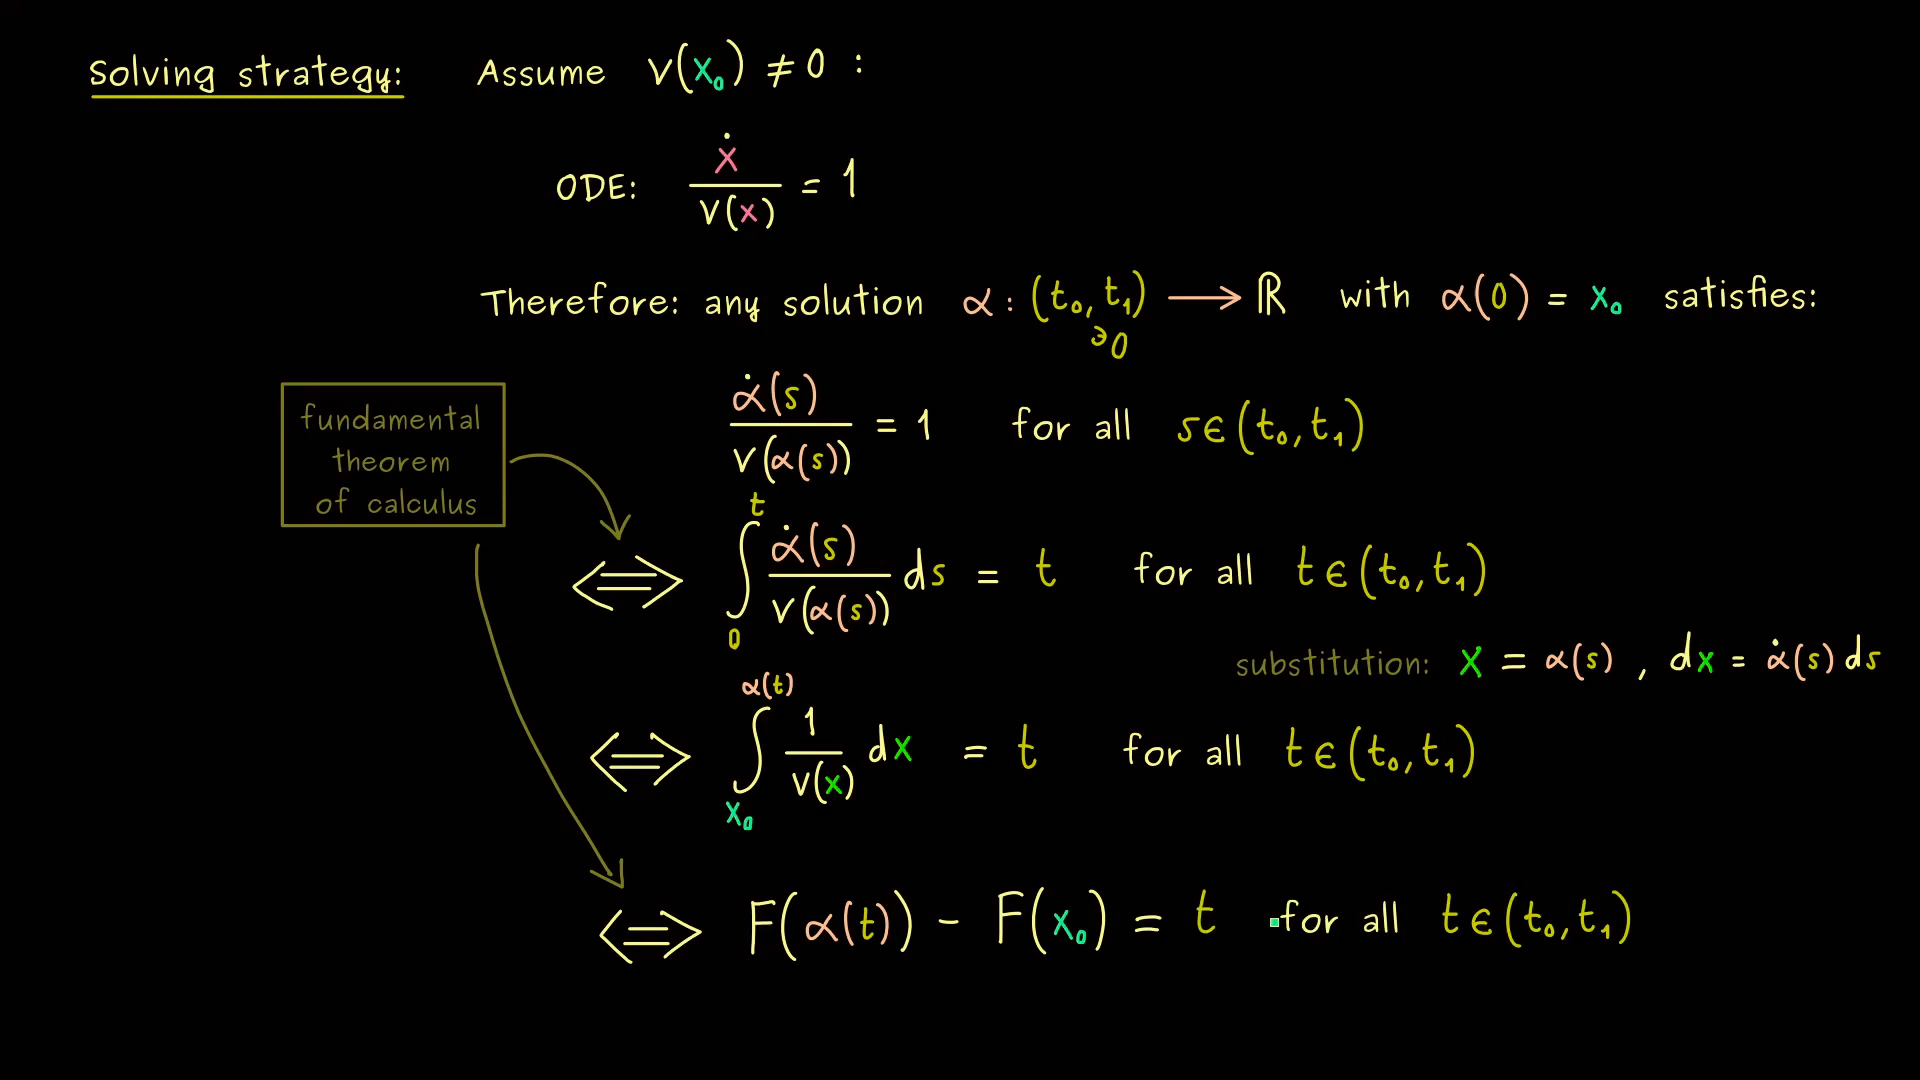 Solving strategy: Assume v(x₀) ≠ 0 :
ODE: ẋ / v(x) = 1
Therefore: any solution α : (t₀, t₁) ⟶ ℝ with α(0) = x₀ satisfies:
∋ 0
α̇(s) / v(α(s)) = 1 for all s ∈ (t₀, t₁)
fundamental
theorem
of calculus
⟺ ∫₀ᵗ α̇(s) / v(α(s)) ds = t for all t ∈ (t₀, t₁)
substitution: x = α(s) , dx = α̇(s) ds
⟺ ∫_{x₀}^{α(t)} 1 / v(x) dx = t for all t ∈ (t₀, t₁)
⟺ F(α(t)) − F(x₀) = t for all t ∈ (t₀, t₁)